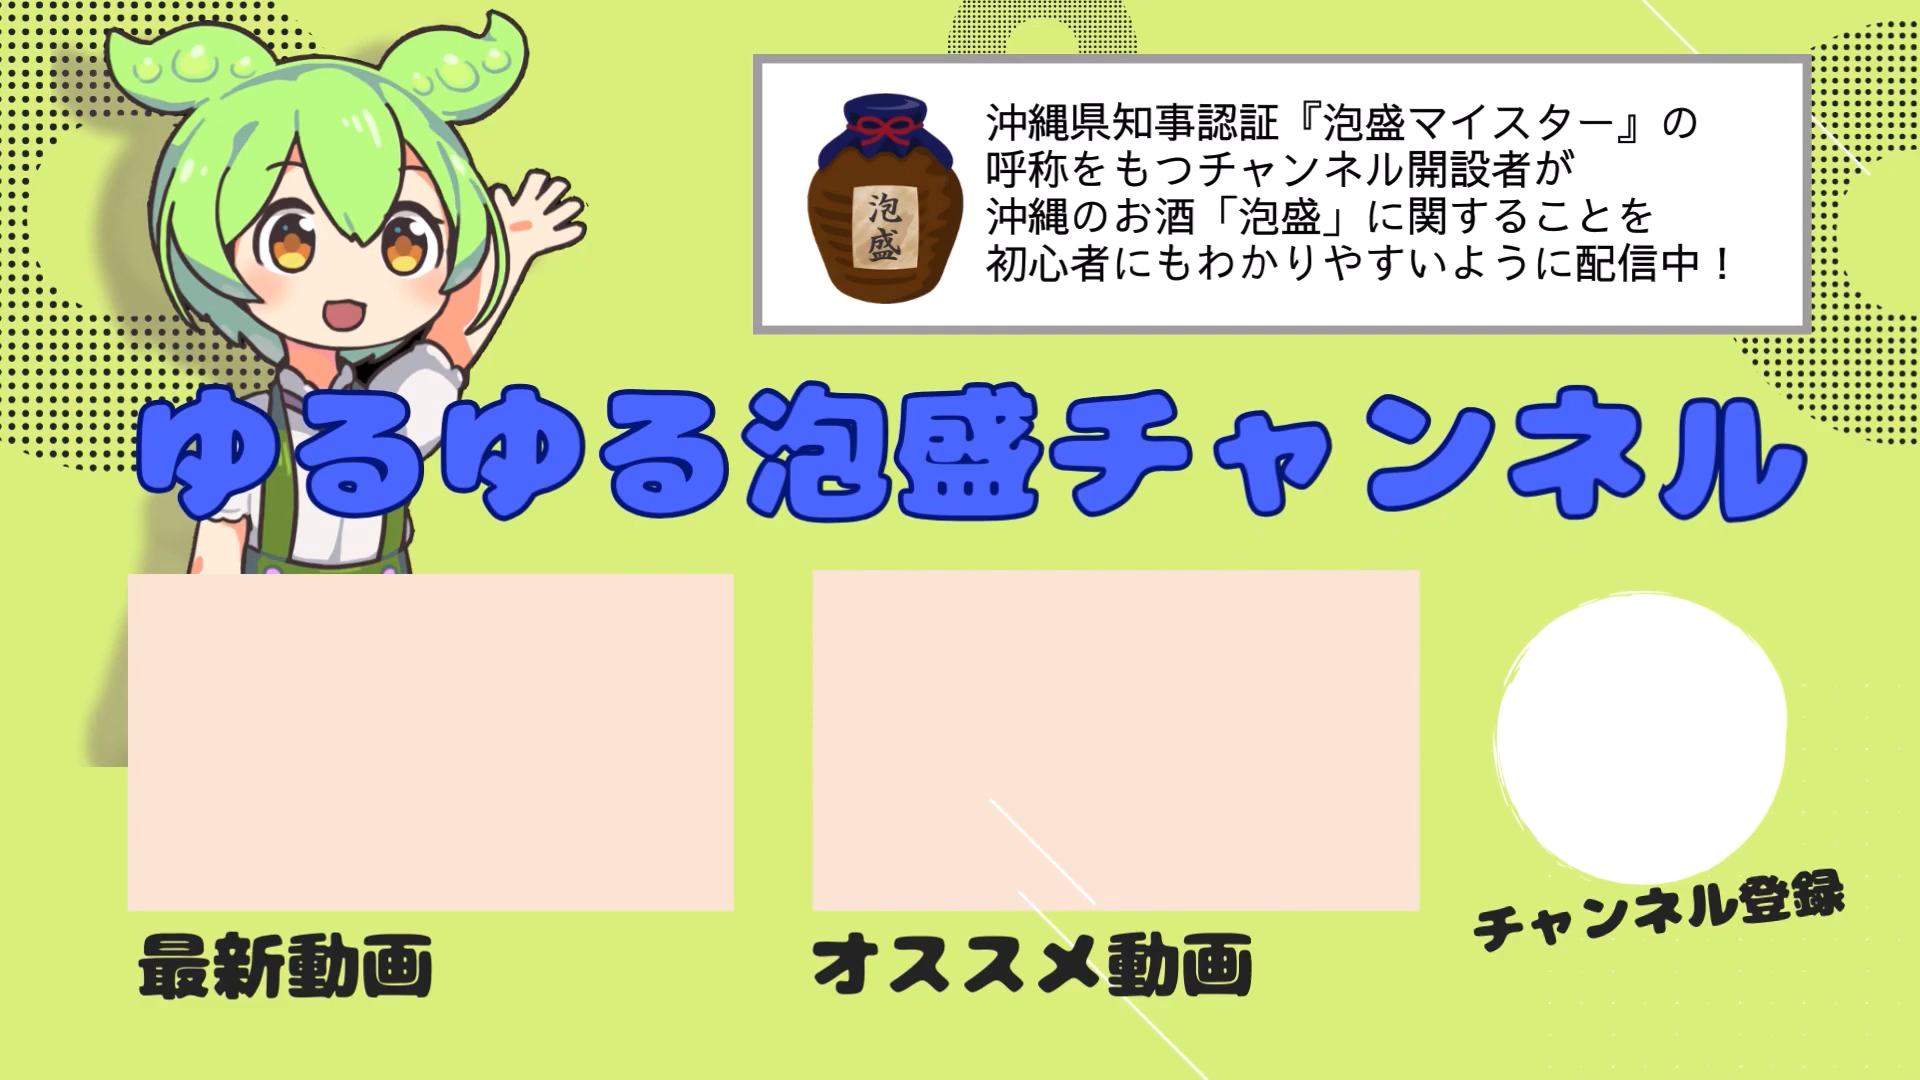 泡盛
沖縄県知事認証『泡盛マイスター』の
呼称をもつチャンネル開設者が
沖縄のお酒「泡盛」に関することを
初心者にもわかりやすいように配信中！
ゆるゆる泡盛チャンネル
最新動画
オススメ動画
チャンネル登録